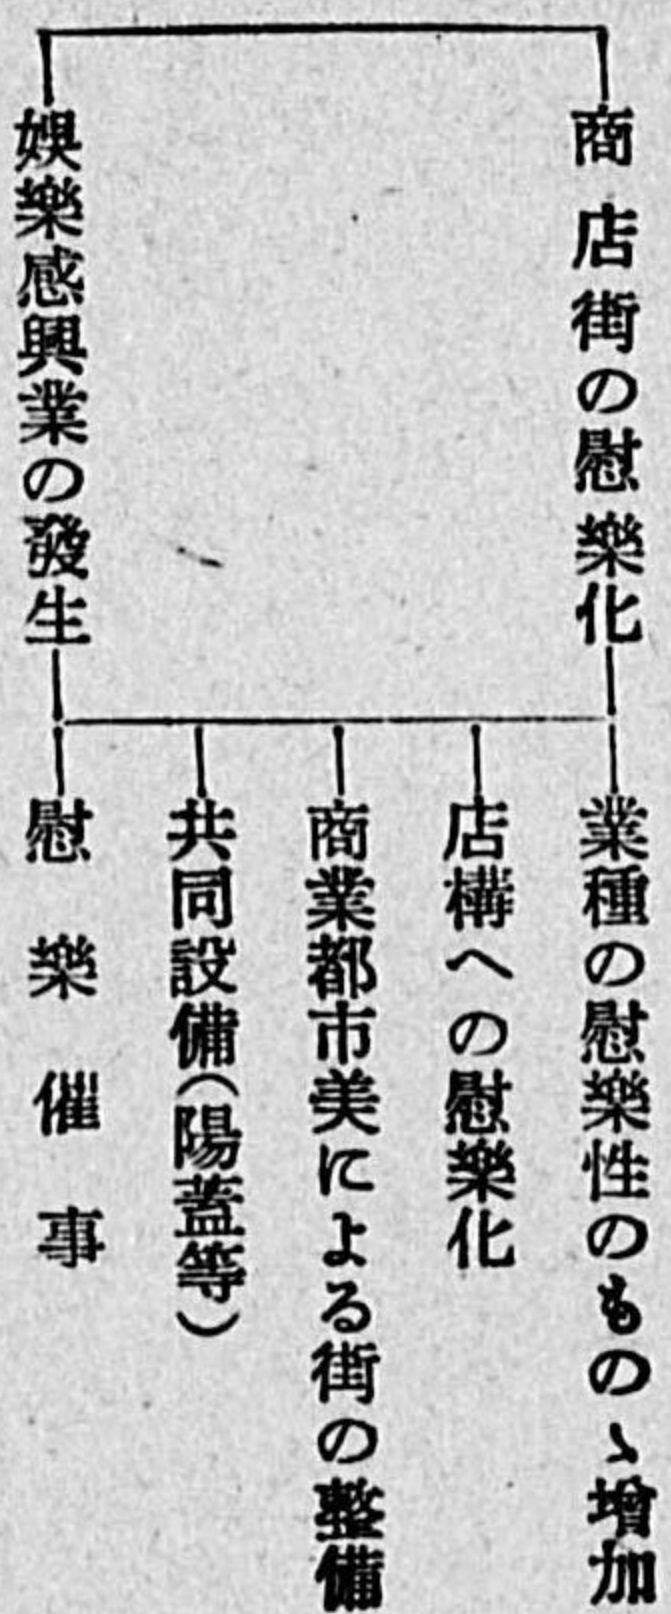 商店街の慰樂化
娛樂感興業の發生
業種の慰樂性のものゝ增加
店構への慰樂化
商業都市美による街の整備
共同設備(陽蓋等)
慰樂催事